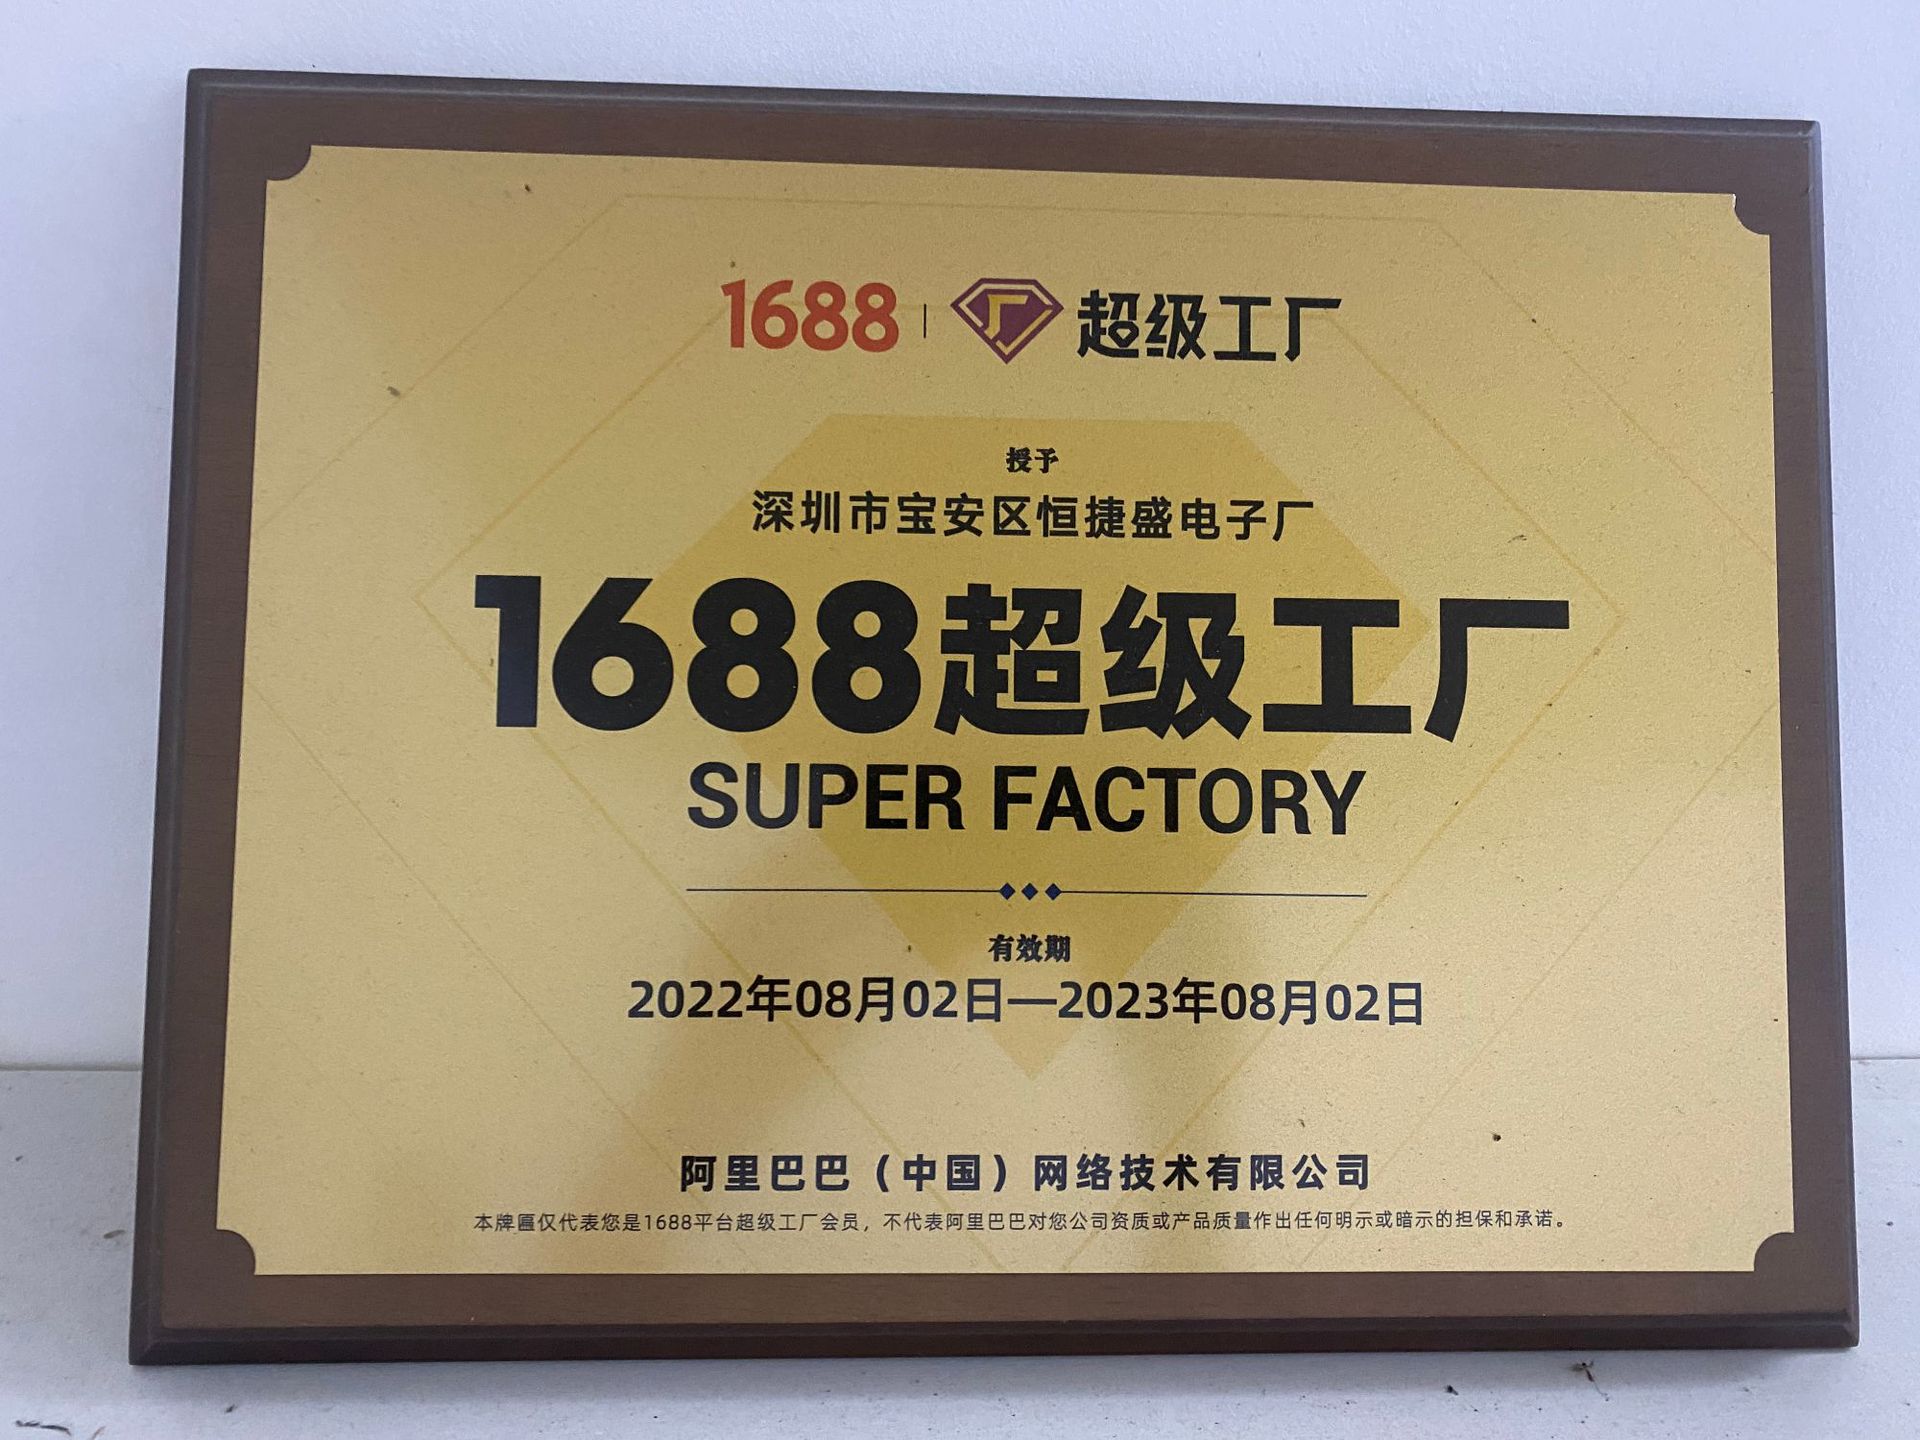 1688 | 超级工厂
授予
深圳市宝安区恒捷盛电子厂
1688超级工厂
SUPER FACTORY
有效期
2022年08月02日—2023年08月02日
阿里巴巴（中国）网络技术有限公司
本牌匾仅代表您是1688平台超级工厂会员，不代表阿里巴巴对您公司资质或产品质量作出任何明示或暗示的担保和承诺。